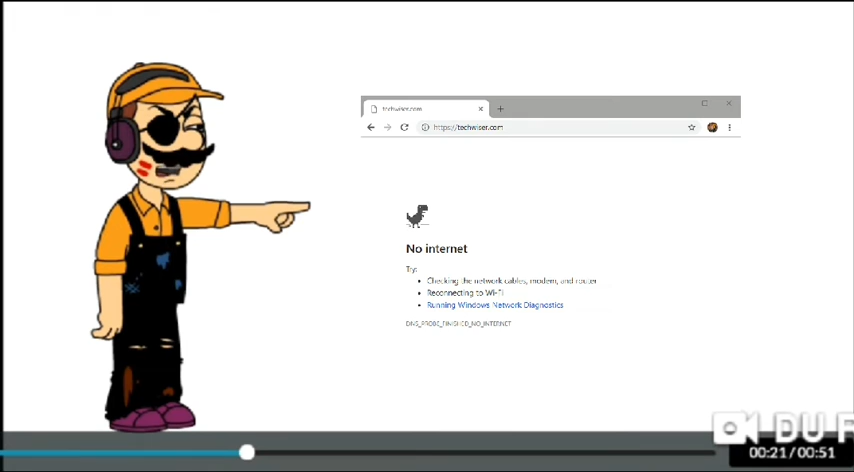 techwiser.com
https://techwiser.com
No internet
Try:
Checking the network cables, modem, and router
Reconnecting to Wi-Fi
Running Windows Network Diagnostics
DNS_PROBE_FINISHED_NO_INTERNET
DU
00:21/00:51